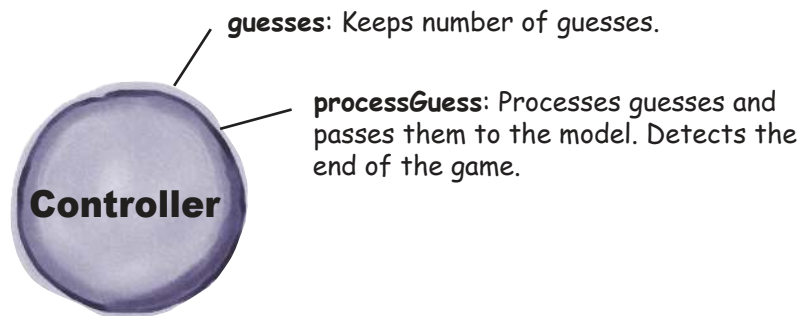 guesses: Keeps number of guesses.
processGuess: Processes guesses and
passes them to the model. Detects the
end of the game.
Controller